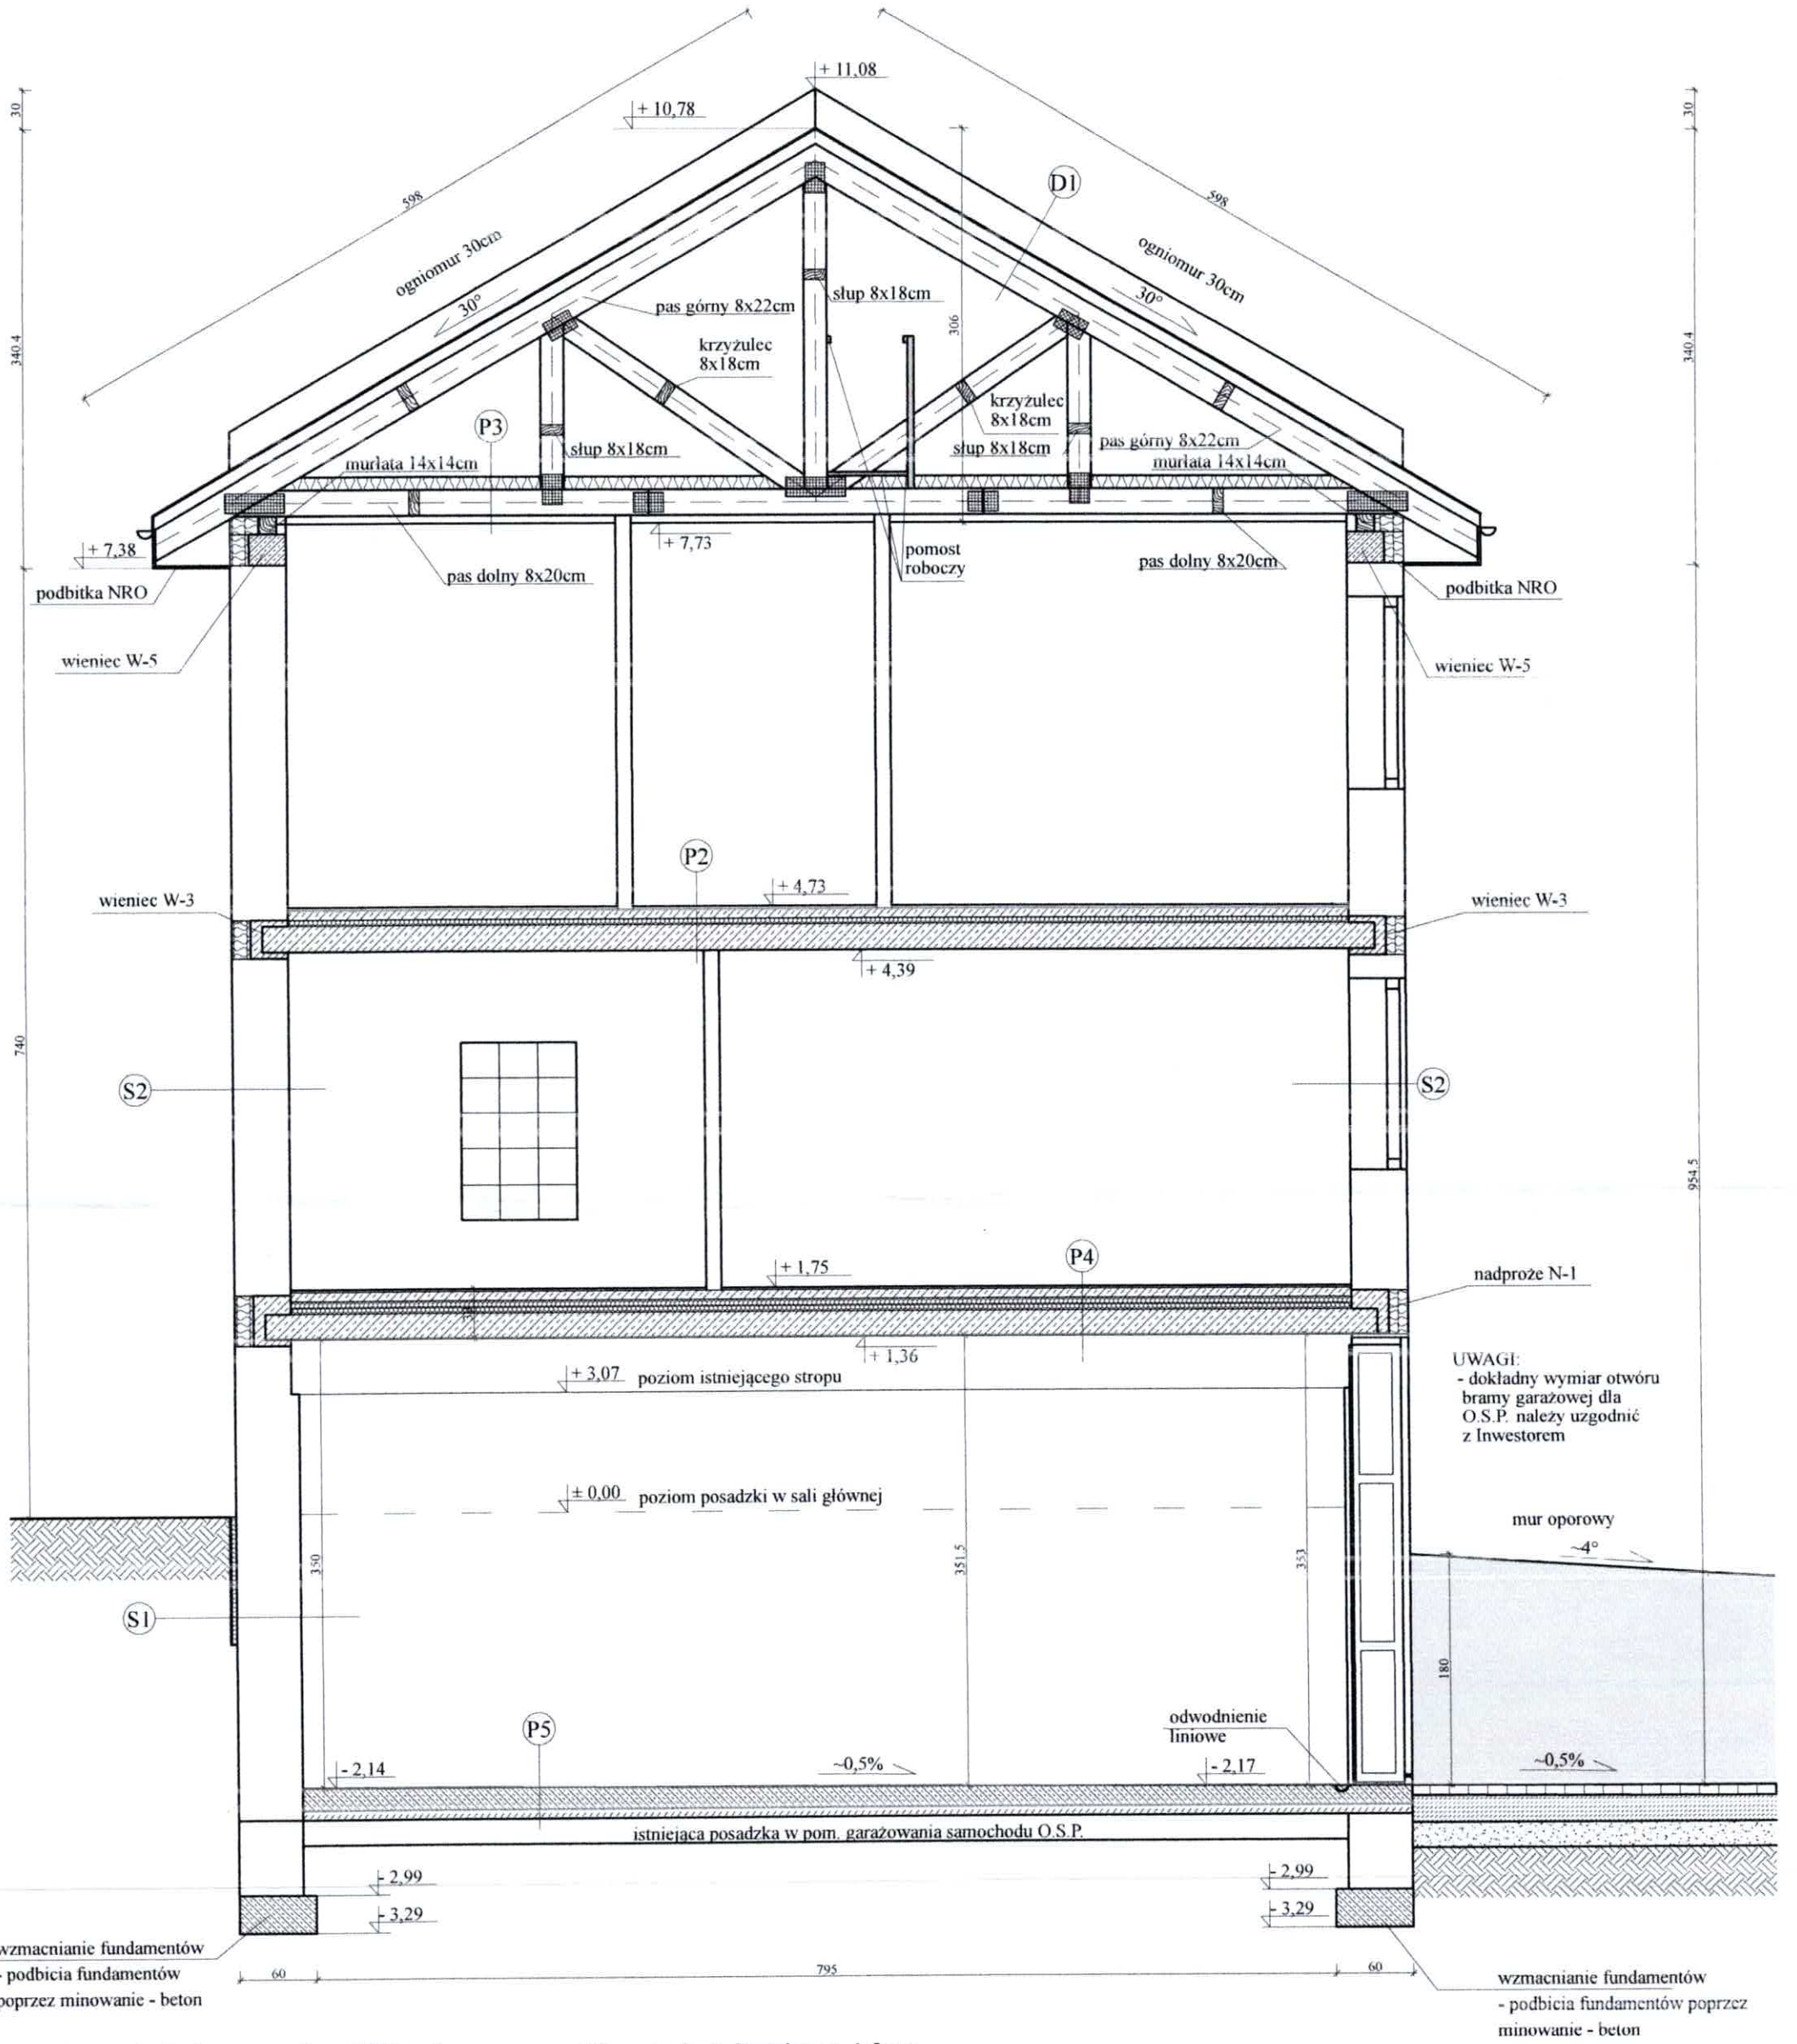 + 11,08
30
30
+ 10,78
598
D1
598
ogniomur 30cm
ogniomur 30cm
30°
30°
pas górny 8x22cm
słup 8x18cm
306
340.4
340.4
krzyżulec
8x18cm
krzyżulec
8x18cm
P3
słup 8x18cm
słup 8x18cm
pas górny 8x22cm
murłata 14x14cm
murłata 14x14cm
+ 7,38
+ 7,73
pomost
roboczy
pas dolny 8x20cm
pas dolny 8x20cm
podbitka NRO
podbitka NRO
wieniec W-5
wieniec W-5
P2
+ 4,73
wieniec W-3
wieniec W-3
+ 4,39
740
S2
S2
954.5
P4
+ 1,75
nadproże N-1
+ 1,36
+ 3,07 poziom istniejącego stropu
UWAGI:
- dokładny wymiar otwóru
bramy garażowej dla
O.S.P. należy uzgodnić
z Inwestorem
± 0,00 poziom posadzki w sali głównej
mur oporowy
~4°
350
351,5
353
S1
180
P5
odwodnienie
liniowe
- 2,14
~0,5%
- 2,17
~0,5%
istniejąca posadzka w pom. garażowania samochodu O.S.P.
- 2,99
- 2,99
- 3,29
- 3,29
wzmacnianie fundamentów
- podbicia fundamentów
poprzez minowanie - beton
60
795
60
wzmacnianie fundamentów
- podbicia fundamentów poprzez
minowanie - beton